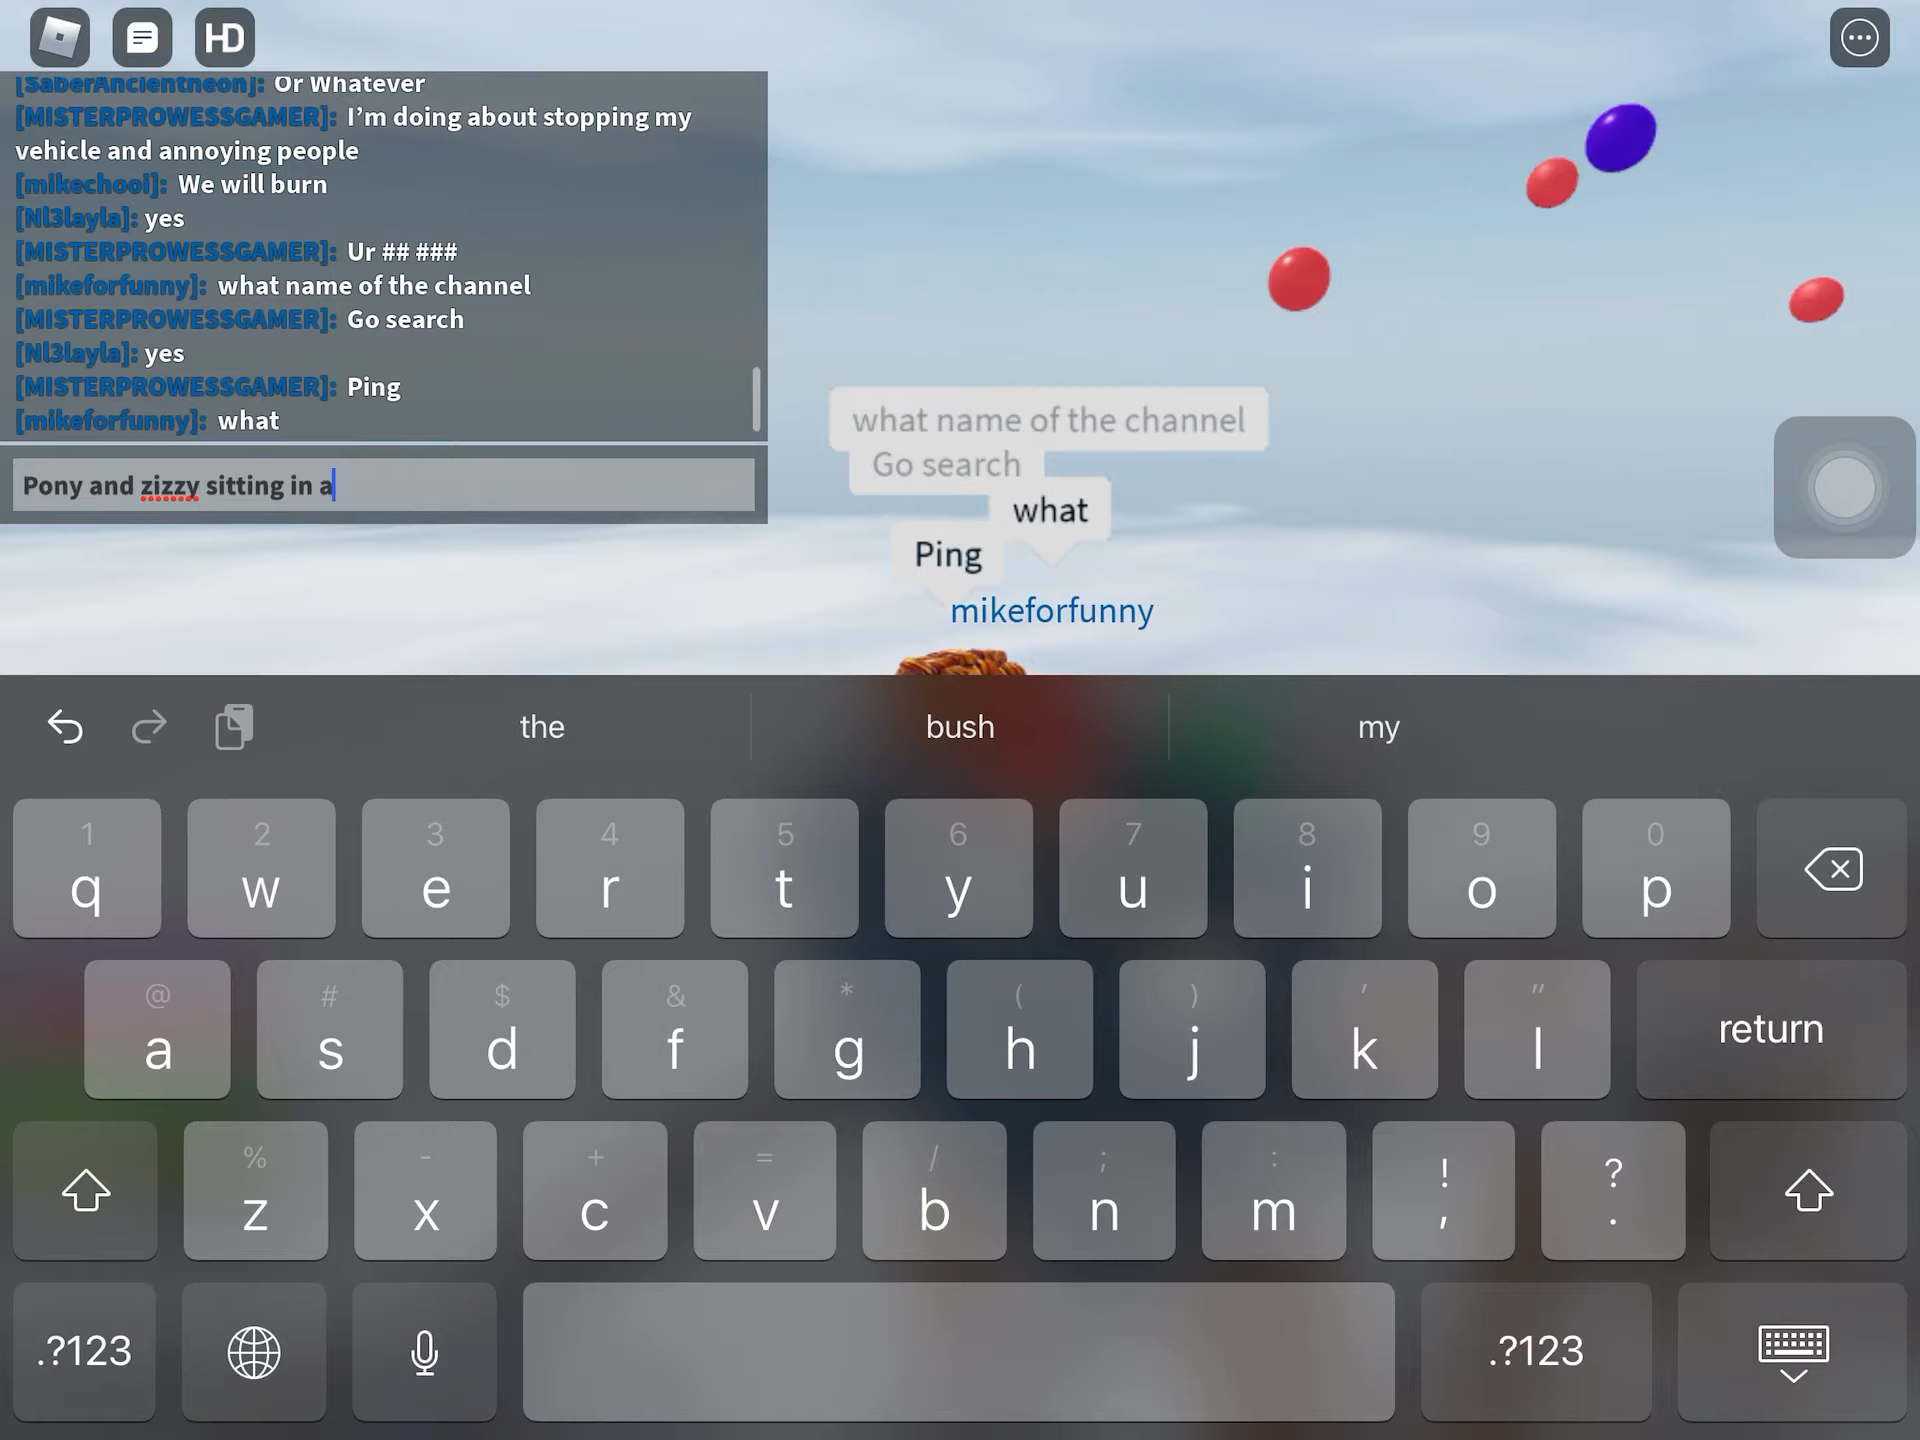 HD
[SaberAncientneon]: Or Whatever
[MISTERPROWESSGAMER]: I'm doing about stopping my
vehicle and annoying people
[mikechooi]: We will burn
[Nl3layla]: yes
[MISTERPROWESSGAMER]: Ur ## ###
[mikeforfunny]: what name of the channel
[MISTERPROWESSGAMER]: Go search
[Nl3layla]: yes
[MISTERPROWESSGAMER]: Ping
[mikeforfunny]: what
Pony and zizzy sitting in a
what name of the channel
Go search
what
Ping
mikeforfunny
the bush my
1 2 3 4 5 6 7 8 9 0
q w e r t y u i o p
@ # $ & * ( ) ' "
a s d f g h j k l return
% - + = / ; : ! ?
z x c v b n m , .
.?123 .?123